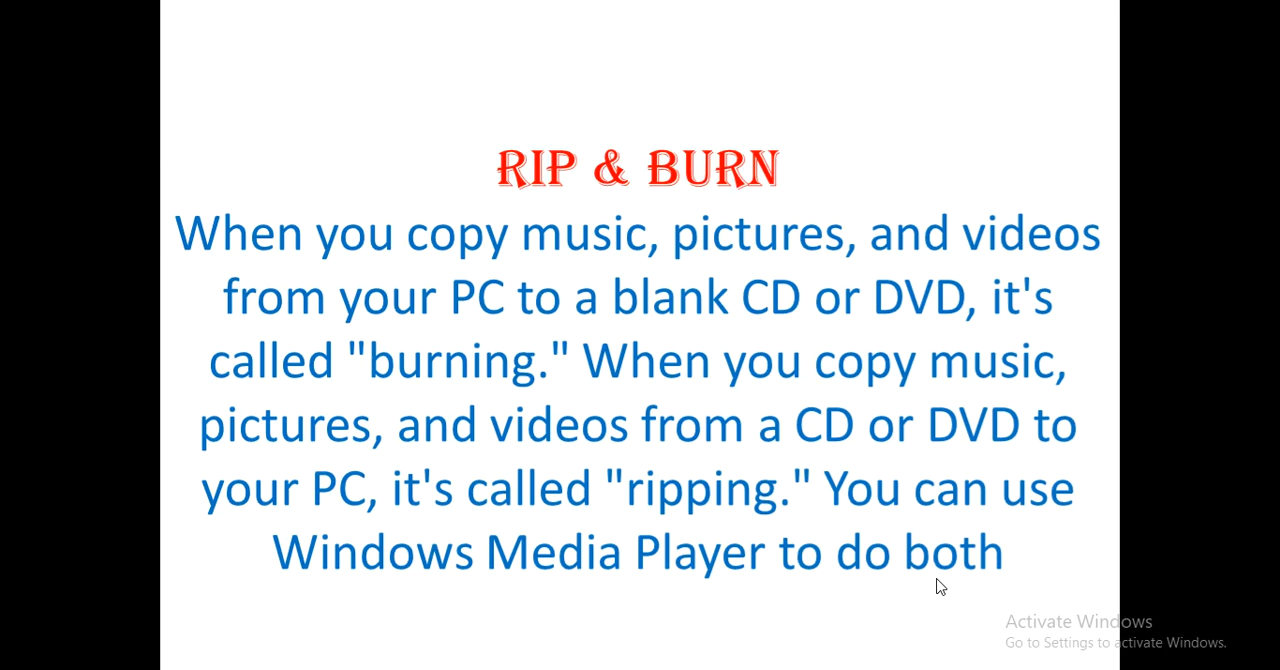 RIP & BURN
When you copy music, pictures, and videos
from your PC to a blank CD or DVD, it's
called "burning." When you copy music,
pictures, and videos from a CD or DVD to
your PC, it's called "ripping." You can use
Windows Media Player to do both
Activate Windows
Go to Settings to activate Windows.